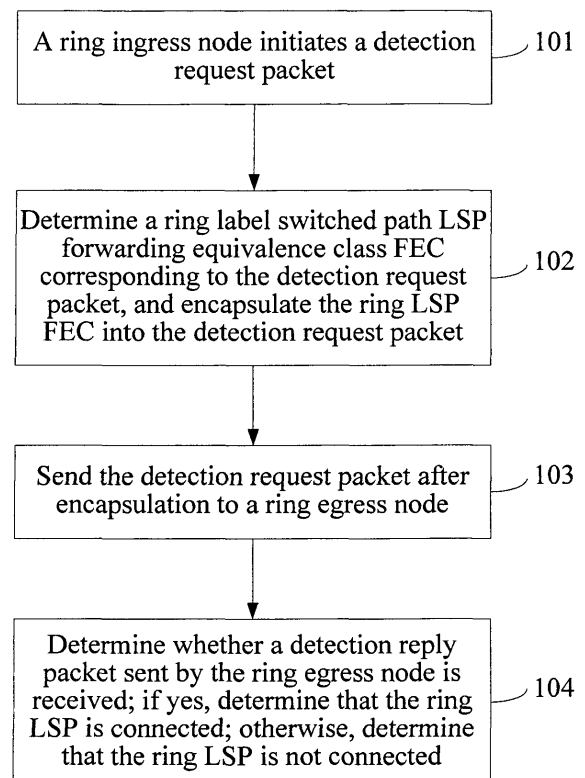 A ring ingress node initiates a detection
request packet
101
Determine a ring label switched path LSP
forwarding equivalence class FEC
corresponding to the detection request
packet, and encapsulate the ring LSP
FEC into the detection request packet
102
Send the detection request packet after
encapsulation to a ring egress node
103
Determine whether a detection reply
packet sent by the ring egress node is
received; if yes, determine that the ring
LSP is connected; otherwise, determine
that the ring LSP is not connected
104